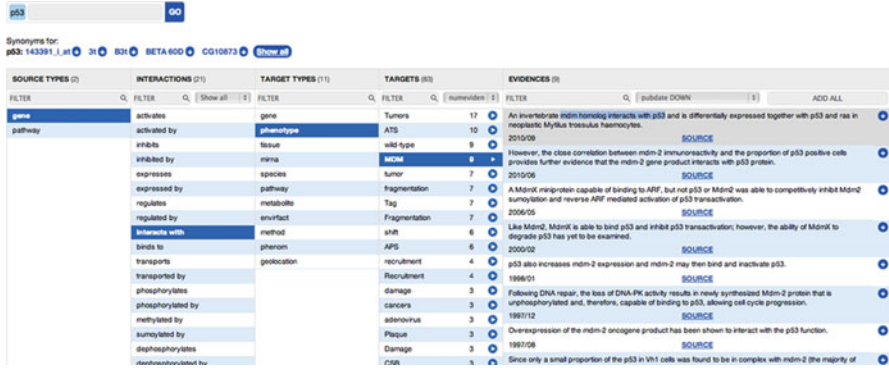 p53 GO
Synonyms for:
p53: 143391_i_at 3t B3t BETA 60D CG10873 Show all
SOURCE TYPES (2) INTERACTIONS (21) TARGET TYPES (11) TARGETS (83) EVIDENCES (9)
FILTER FILTER Show all FILTER FILTER numeviden FILTER pubdate DOWN ADD ALL
gene activates gene Tumors 17 An invertebrate mdm homolog interacts with p53 and is differentially expressed together with p53 and ras in
pathway activated by phenotype ATS 10 neoplastic Mytilus trossulus haemocytes.
inhibits tissue wild-type 9 2010/09 SOURCE
inhibited by mirna MDM 9 However, the close correlation between mdm-2 immunoreactivity and the proportion of p53 positive cells
expresses species tumor 7 provides further evidence that the mdm-2 gene product interacts with p53 protein.
expressed by pathway fragmentation 7 2010/06 SOURCE
regulates metabolite Tag 7 A MdmX miniprotein capable of binding to ARF, but not p53 or Mdm2 was able to competitively inhibit Mdm2
regulated by envirfact Fragmentation 7 sumoylation and reverse ARF mediated activation of p53 transactivation.
2006/05 SOURCE
interacts with method shift 6 Like Mdm2, MdmX is able to bind p53 and inhibit p53 transactivation; however, the ability of MdmX to
binds to phenom APS 6 degrade p53 has yet to be examined.
2000/02 SOURCE
transports geolocation recruitment 4 p53 also increases mdm-2 expression and mdm-2 may then bind and inactivate p53.
transported by Recruitment 4 1998/01 SOURCE
phosphorylates damage 3 Following DNA repair, the loss of DNA-PK activity results in newly synthesized Mdm-2 protein that is
phosphorylated by cancers 3 unphosphorylated and, therefore, capable of binding to p53, allowing cell cycle progression.
methylated by adenovirus 3 1997/12 SOURCE
sumoylated by Plaque 3 Overexpression of the mdm-2 oncogene product has been shown to interact with the p53 function.
dephosphorylates Damage 3 1997/08 SOURCE
dephosphorylated by CSB 3 Since only a small proportion of the p53 in Vh1 cells was found to be in complex with mdm-2 (the majority of